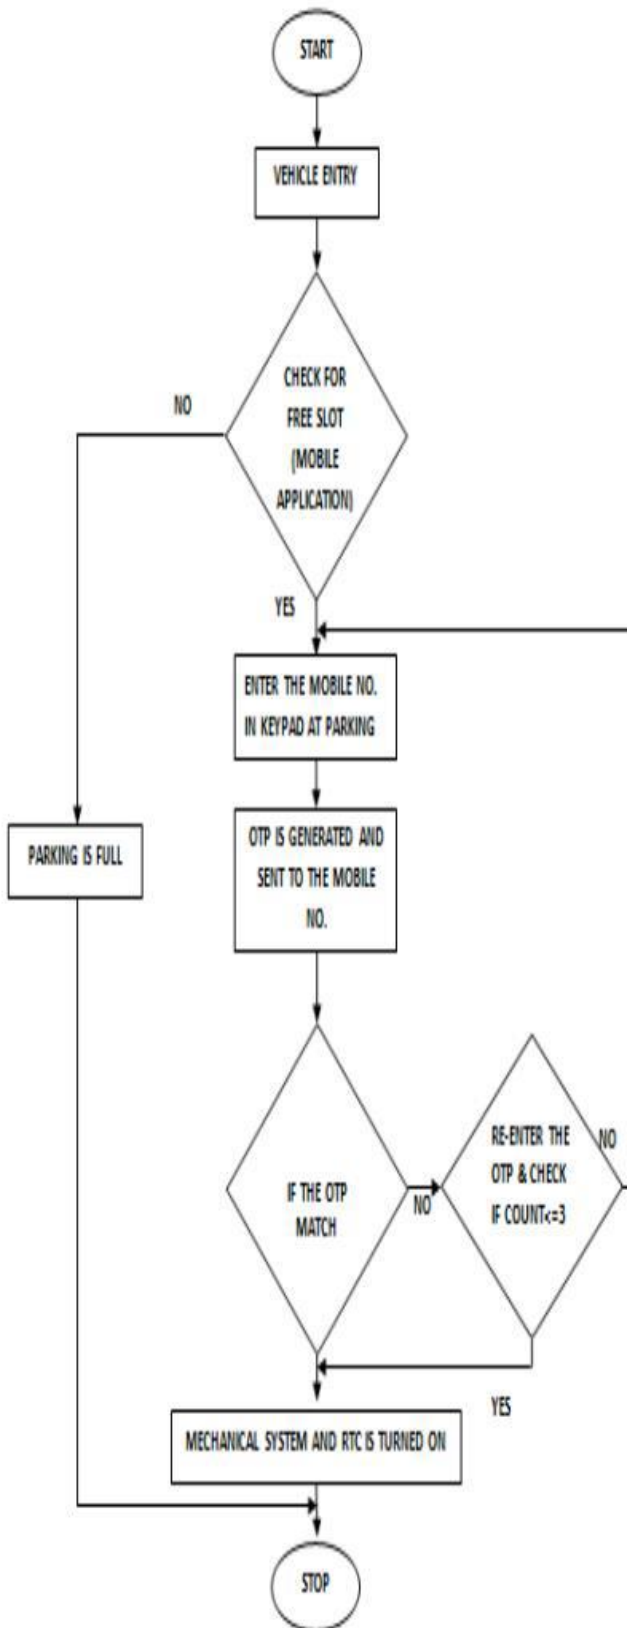 START
VEHICLE ENTRY
CHECK FOR
FREE SLOT
(MOBILE
APPLICATION)
NO
YES
ENTER THE MOBILE NO.
IN KEYPAD AT PARKING
OTP IS GENERATED AND
SENT TO THE MOBILE
NO.
PARKING IS FULL
IF THE OTP
MATCH
NO
RE-ENTER THE
OTP & CHECK
IF COUNT<=3
NO
YES
MECHANICAL SYSTEM AND RTC IS TURNED ON
STOP